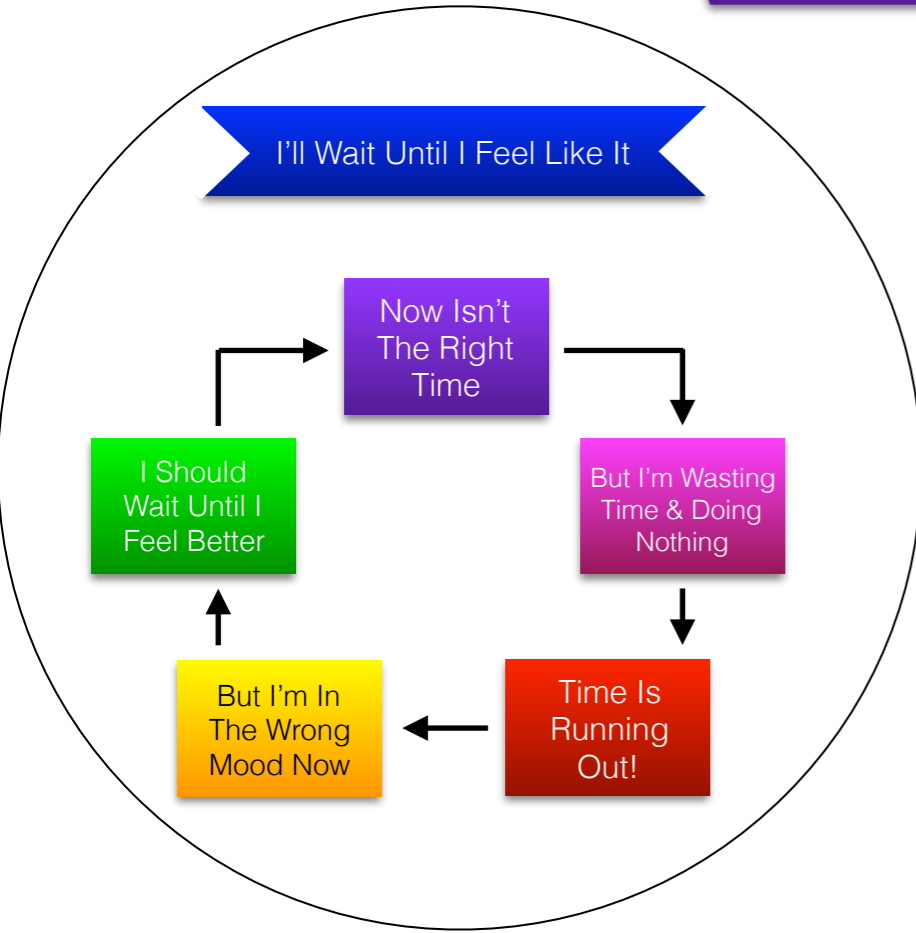 I'll Wait Until I Feel Like It
Now Isn't
The Right
Time
But I'm Wasting
Time & Doing
Nothing
Time Is
Running
Out!
But I'm In
The Wrong
Mood Now
I Should
Wait Until I
Feel Better